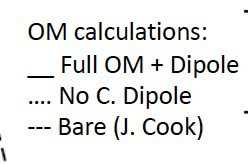 OM calculations:
__ Full OM + Dipole
.... No C. Dipole
--- Bare (J. Cook)